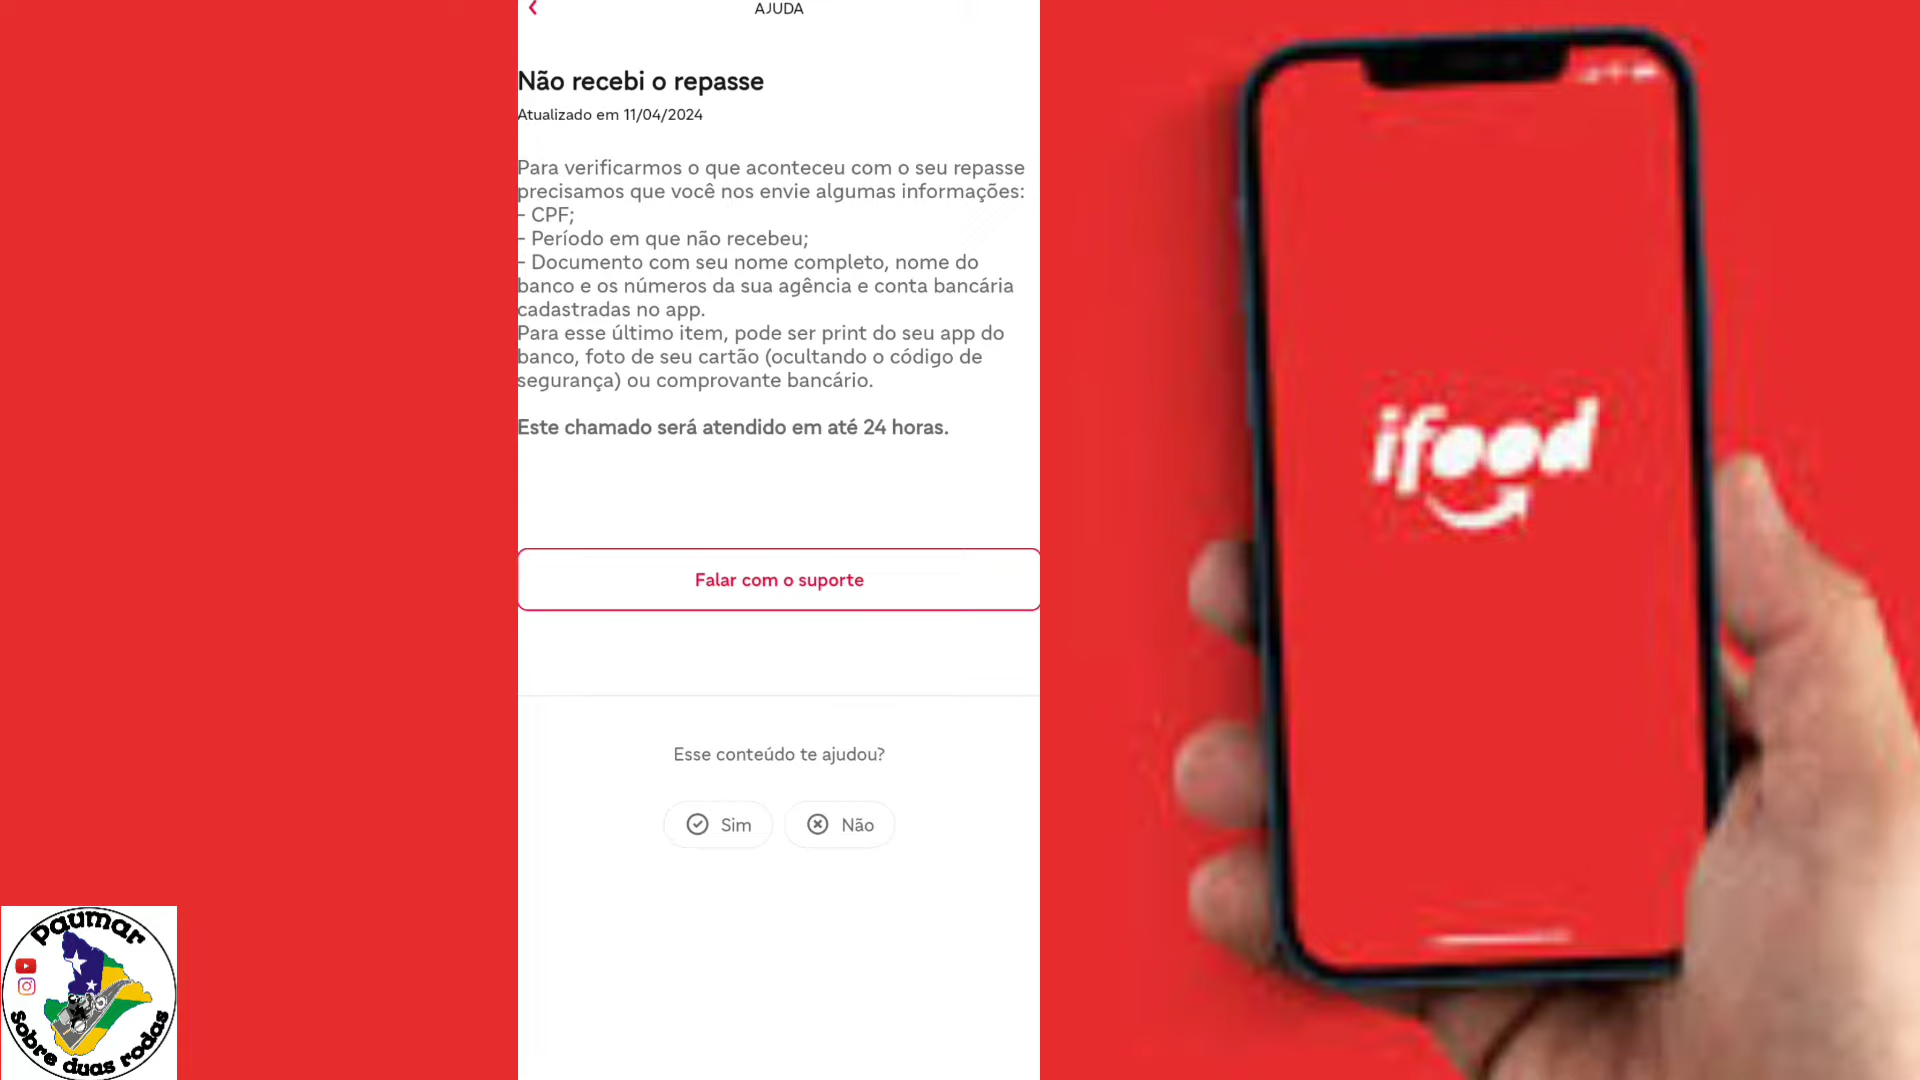 AJUDA
Não recebi o repasse
Atualizado em 11/04/2024
Para verificarmos o que aconteceu com o seu repasse
precisamos que você nos envie algumas informações:
- CPF;
- Período em que não recebeu;
- Documento com seu nome completo, nome do
banco e os números da sua agência e conta bancária
cadastradas no app.
Para esse último item, pode ser print do seu app do
banco, foto de seu cartão (ocultando o código de
segurança) ou comprovante bancário.
Este chamado será atendido em até 24 horas.
Falar com o suporte
Esse conteúdo te ajudou?
Sim
Não
ifood
paumar
sobre duas rodas